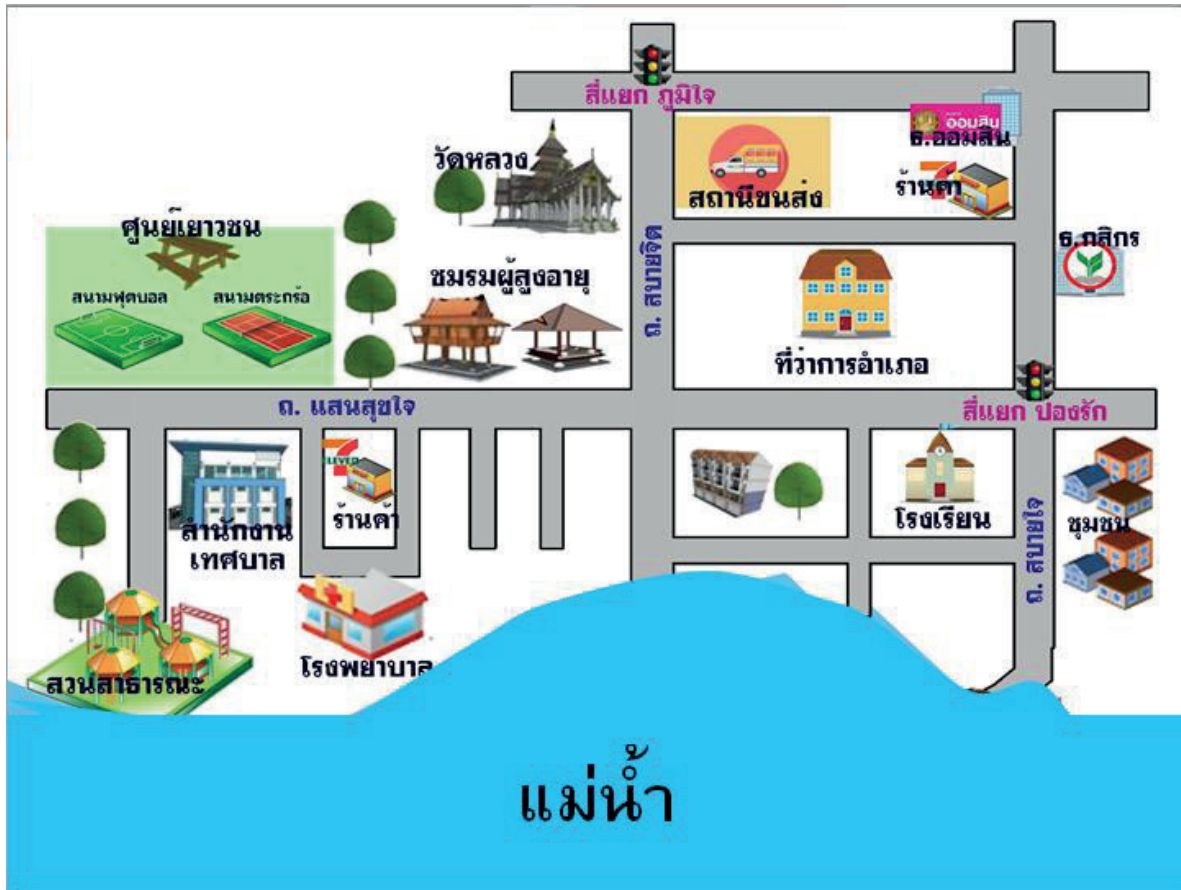 สี่แยก ภูมิใจ
ออมสิน
ธ.ออมสิน
วัดหลวง
7
ร้านค้า
สถานีขนส่ง
ศูนย์เยาวชน
ธ.กสิกร
ถ. สบายจิต
ชมรมผู้สูงอายุ
สนามฟุตบอล
สนามตระกร้อ
ที่ว่าการอำเภอ
ถ. แสนสุขใจ
สี่แยก ปองรัก
7
ELEVEN
ร้านค้า
สำนักงาน
เทศบาล
โรงเรียน
ชุมชน
ถ. สบายใจ
โรงพยาบาล
สวนสาธารณะ
แม่น้ำ